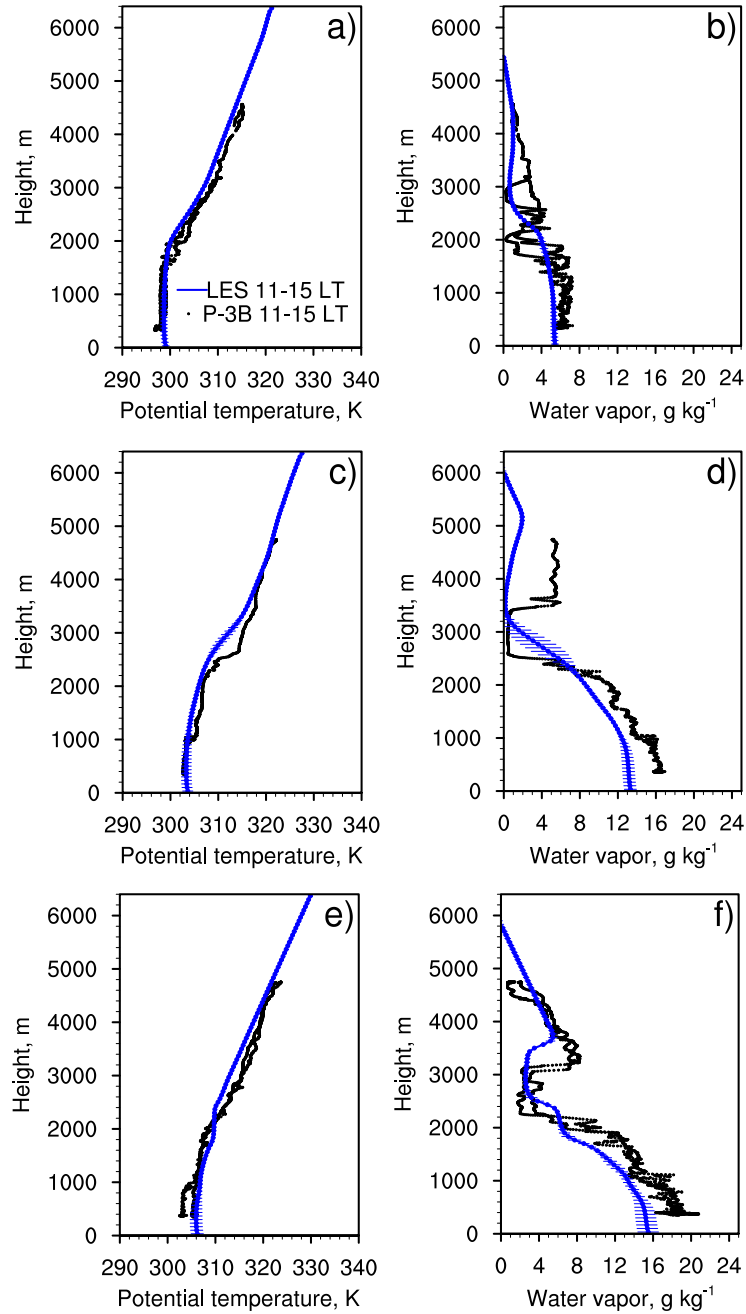 a)
6000
5000
4000
3000
2000
1000
0
Height, m
LES 11-15 LT
P-3B 11-15 LT
290 300 310 320 330 340
Potential temperature, K
b)
6000
5000
4000
3000
2000
1000
0
Height, m
0 4 8 12 16 20 24
Water vapor, g kg⁻¹
c)
6000
5000
4000
3000
2000
1000
0
Height, m
290 300 310 320 330 340
Potential temperature, K
d)
6000
5000
4000
3000
2000
1000
0
Height, m
0 4 8 12 16 20 24
Water vapor, g kg⁻¹
e)
6000
5000
4000
3000
2000
1000
0
Height, m
290 300 310 320 330 340
Potential temperature, K
f)
6000
5000
4000
3000
2000
1000
0
Height, m
0 4 8 12 16 20 24
Water vapor, g kg⁻¹